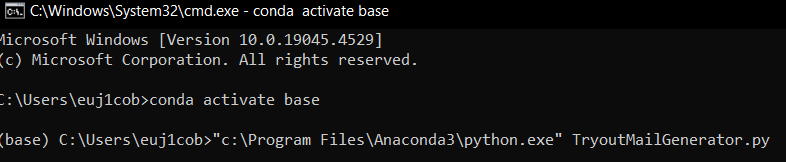 C:\Windows\System32\cmd.exe - conda  activate base
Microsoft Windows [Version 10.0.19045.4529]
(c) Microsoft Corporation. All rights reserved.
C:\Users\euj1cob>conda activate base
(base) C:\Users\euj1cob>"c:\Program Files\Anaconda3\python.exe" TryoutMailGenerator.py